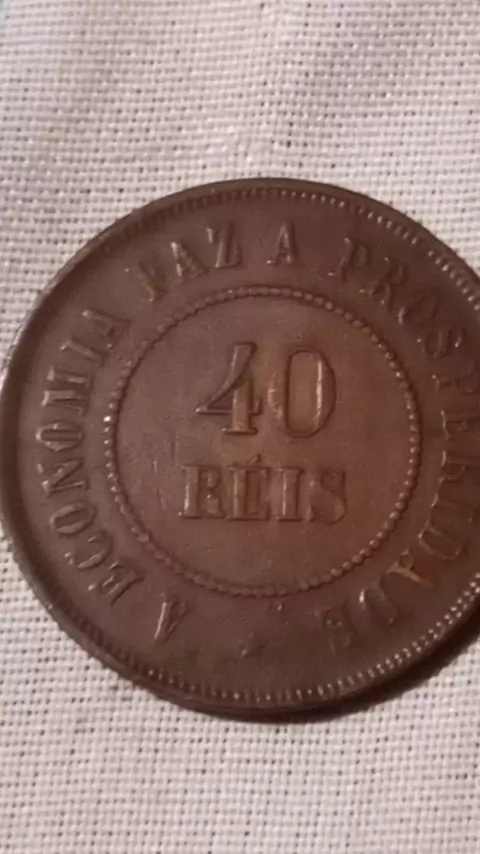 A ECONOMIA FAZ A PROSPERIDADE
40
RÉIS